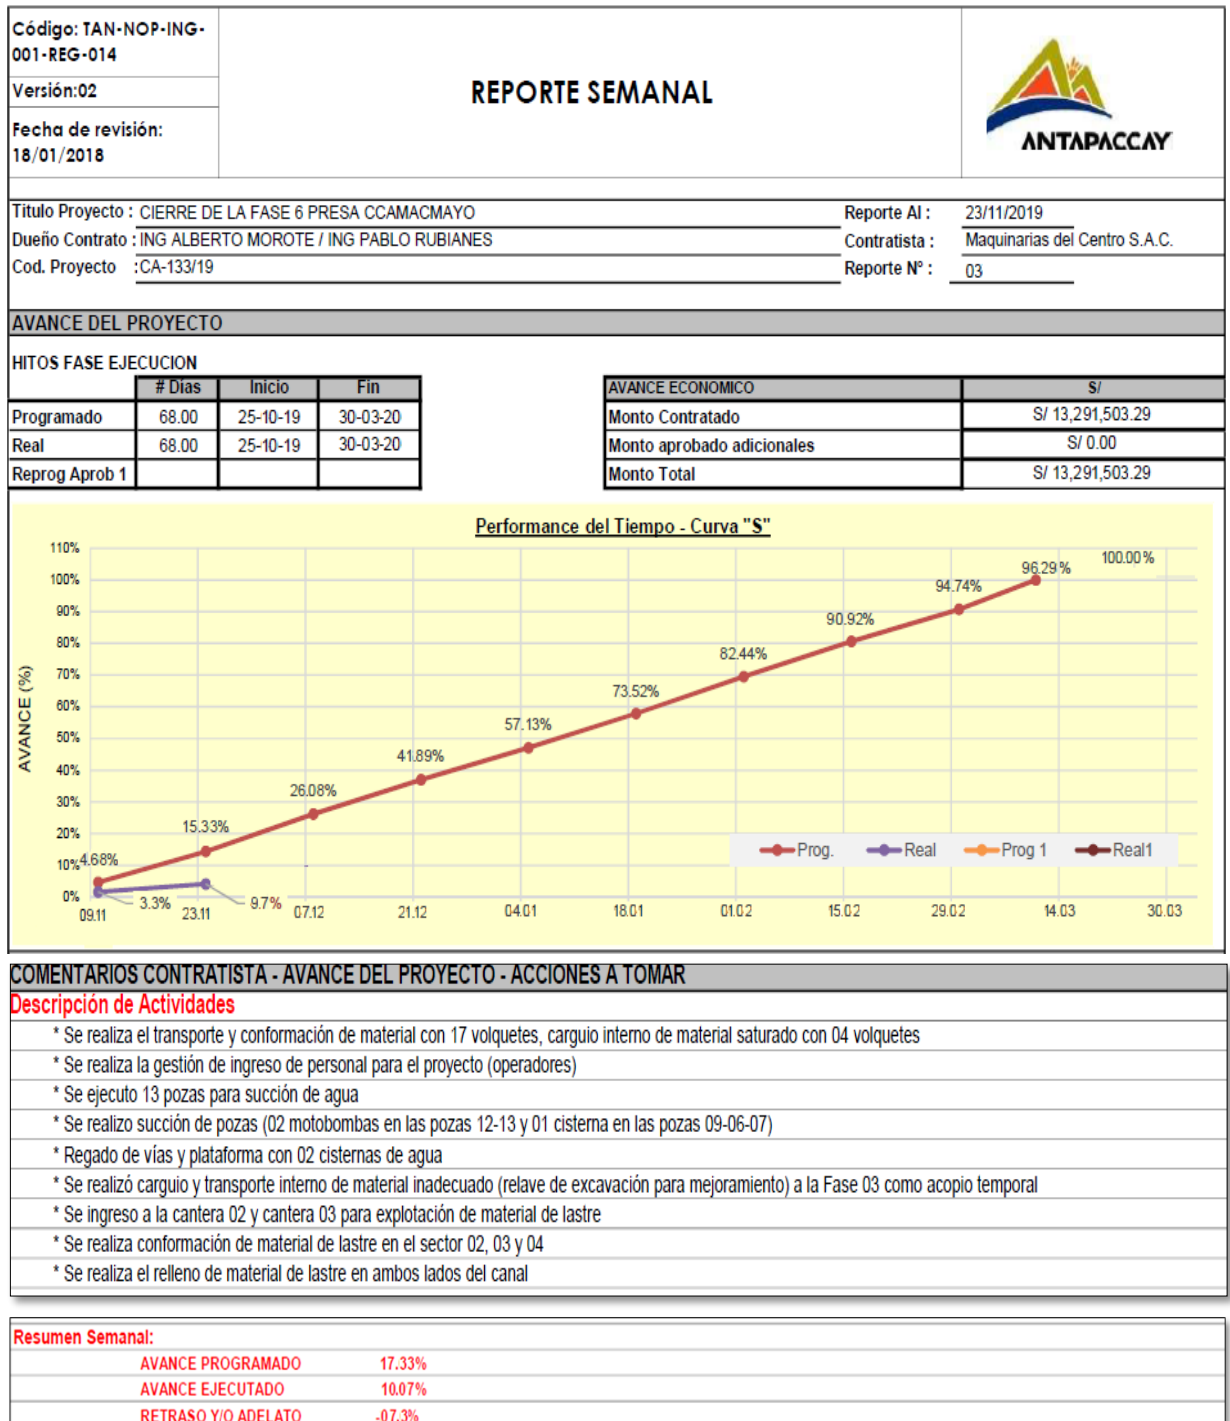 Código: TAN-NOP-ING-
001-REG-014
Versión:02
Fecha de revisión:
18/01/2018
REPORTE SEMANAL
ANTAPACCAY
Titulo Proyecto : CIERRE DE LA FASE 6 PRESA CCAMACMAYO Reporte Al : 23/11/2019
Dueño Contrato : ING ALBERTO MOROTE / ING PABLO RUBIANES Contratista : Maquinarias del Centro S.A.C.
Cod. Proyecto :CA-133/19 Reporte N° : 03
AVANCE DEL PROYECTO
HITOS FASE EJECUCION
# Dias Inicio Fin
Programado 68.00 25-10-19 30-03-20
Real 68.00 25-10-19 30-03-20
Reprog Aprob 1
AVANCE ECONOMICO S/
Monto Contratado S/ 13,291,503.29
Monto aprobado adicionales S/ 0.00
Monto Total S/ 13,291,503.29
Performance del Tiempo - Curva "S"
AVANCE (%)
110%
100%
90%
80%
70%
60%
50%
40%
30%
20%
10%
0%
4.68%
15.33%
26.08%
41.89%
57.13%
73.52%
82.44%
90.92%
94.74%
96.29%
100.00%
3.3%
9.7%
Prog. Real Prog 1 Real1
09.11 23.11 07.12 21.12 04.01 18.01 01.02 15.02 29.02 14.03 30.03
COMENTARIOS CONTRATISTA - AVANCE DEL PROYECTO - ACCIONES A TOMAR
Descripción de Actividades
* Se realiza el transporte y conformación de material con 17 volquetes, carguio interno de material saturado con 04 volquetes
* Se realiza la gestión de ingreso de personal para el proyecto (operadores)
* Se ejecuto 13 pozas para succión de agua
* Se realizo succión de pozas (02 motobombas en las pozas 12-13 y 01 cisterna en las pozas 09-06-07)
* Regado de vías y plataforma con 02 cisternas de agua
* Se realizó carguio y transporte interno de material inadecuado (relave de excavación para mejoramiento) a la Fase 03 como acopio temporal
* Se ingreso a la cantera 02 y cantera 03 para explotación de material de lastre
* Se realiza conformación de material de lastre en el sector 02, 03 y 04
* Se realiza el relleno de material de lastre en ambos lados del canal
Resumen Semanal:
AVANCE PROGRAMADO 17.33%
AVANCE EJECUTADO 10.07%
RETRASO Y/O ADELATO -07.3%